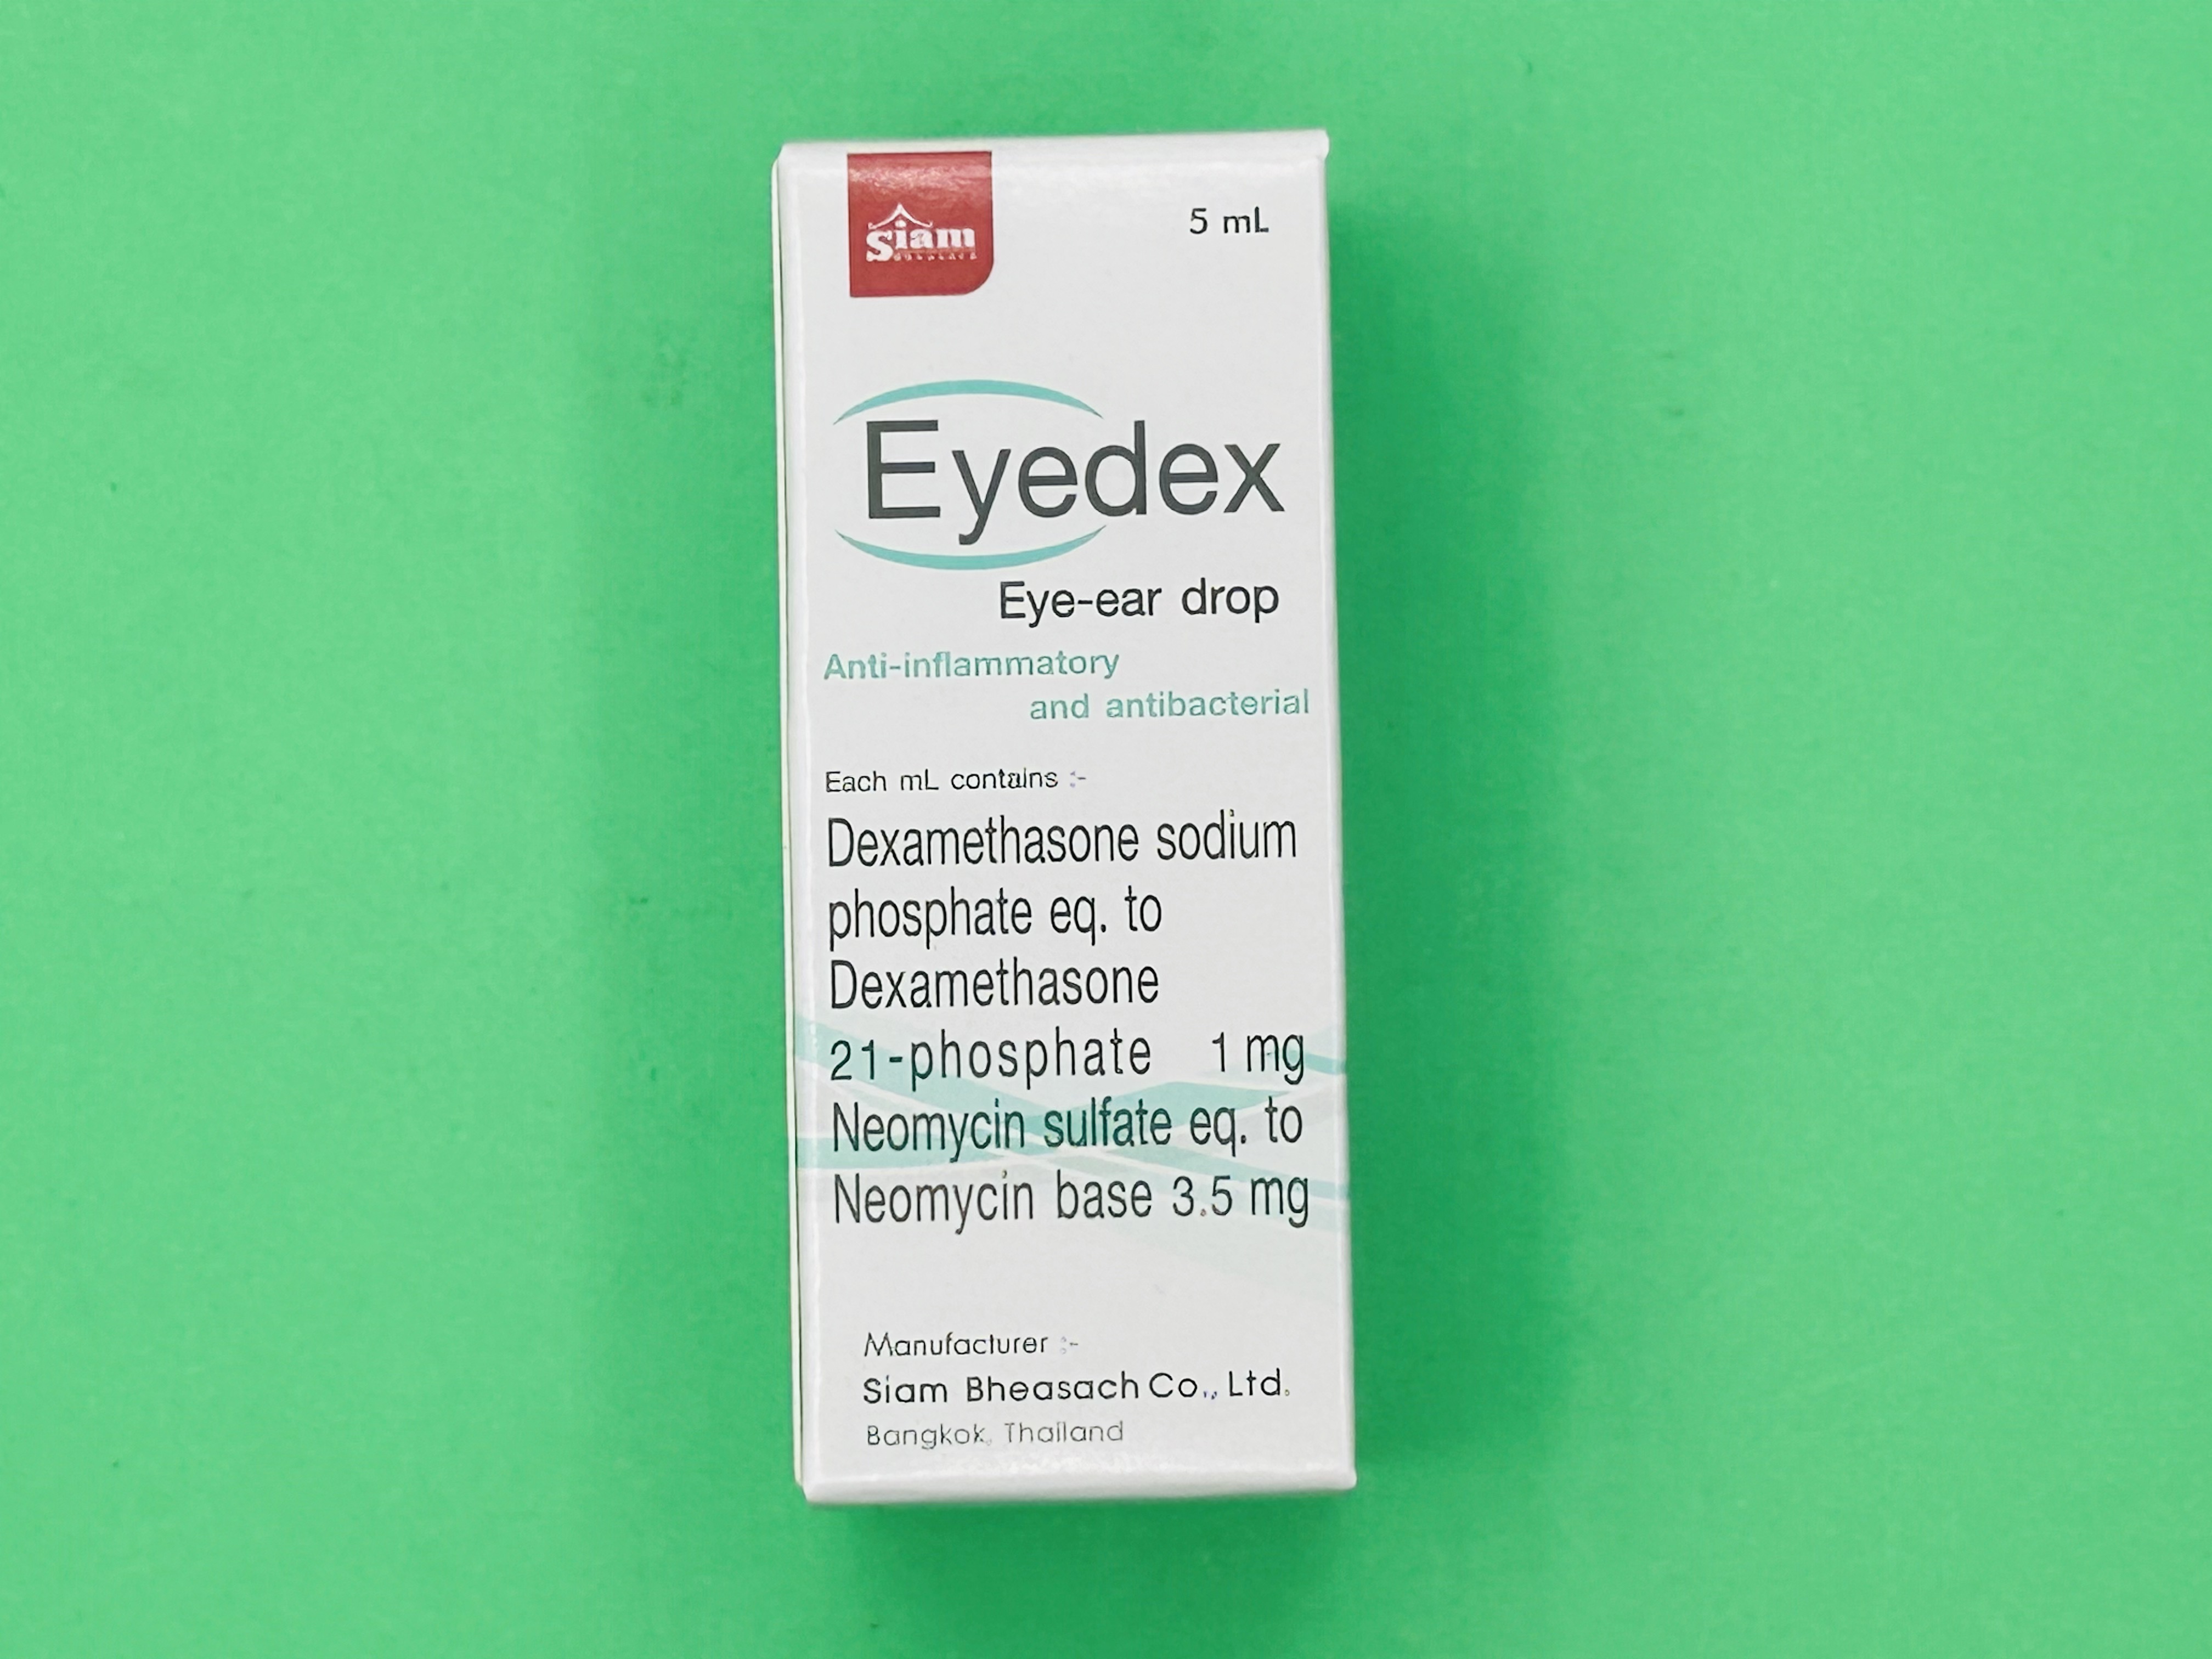 Siam
5 mL
Eyedex
Eye-ear drop
Anti-inflammatory
and antibacterial
Each mL contains :-
Dexamethasone sodium
phosphate eq. to
Dexamethasone
21-phosphate 1 mg
Neomycin sulfate eq. to
Neomycin base 3.5 mg
Manufacturer :-
Siam Bheasach Co., Ltd.
Bangkok, Thailand